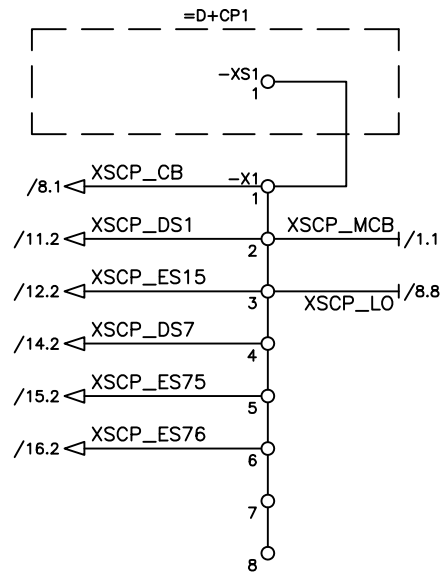 =D+CP1
-XS1
1
/8.1 XSCP_CB -X1
1
/11.2 XSCP_DS1 2 XSCP_MCB /1.1
/12.2 XSCP_ES15 3 XSCP_LO /8.8
/14.2 XSCP_DS7 4
/15.2 XSCP_ES75 5
/16.2 XSCP_ES76 6
7
8